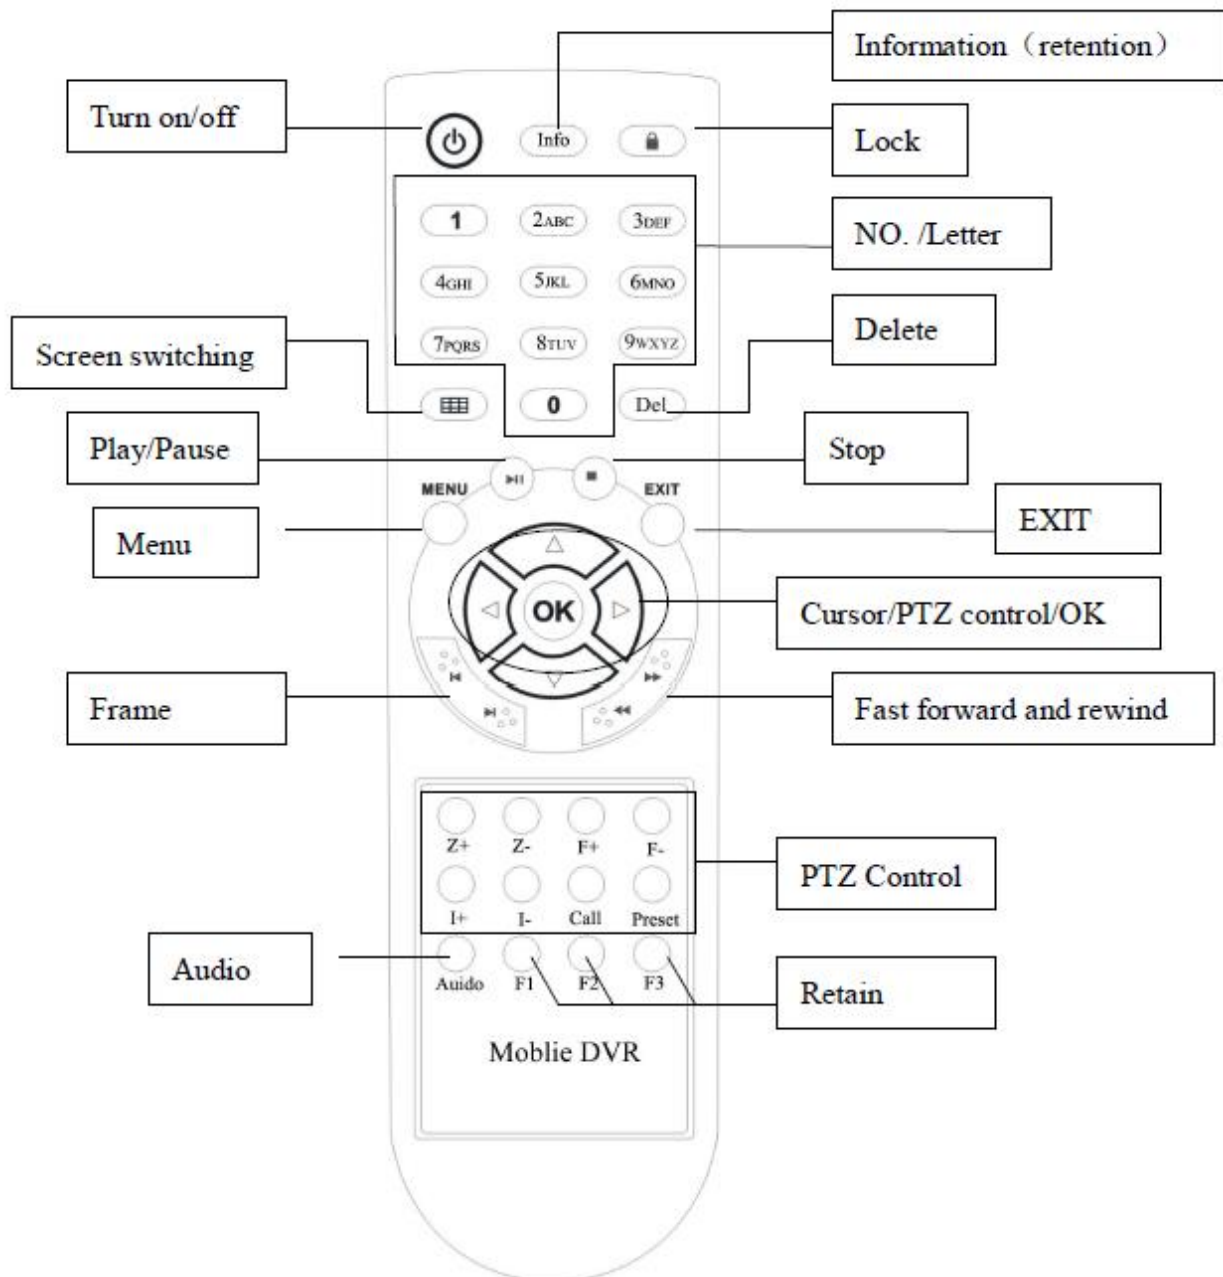 Information（retention）
Turn on/off
Info
Lock
1
2ABC
3DEF
NO. /Letter
4GHI
5JKL
6MNO
Delete
Screen switching
7PQRS
8TUV
9WXYZ
0
Del
Play/Pause
Stop
MENU
EXIT
Menu
EXIT
OK
Cursor/PTZ control/OK
Frame
Fast forward and rewind
Z+
Z-
F+
F-
PTZ Control
I+
I-
Call
Preset
Audio
Auido
F1
F2
F3
Retain
Moblie DVR